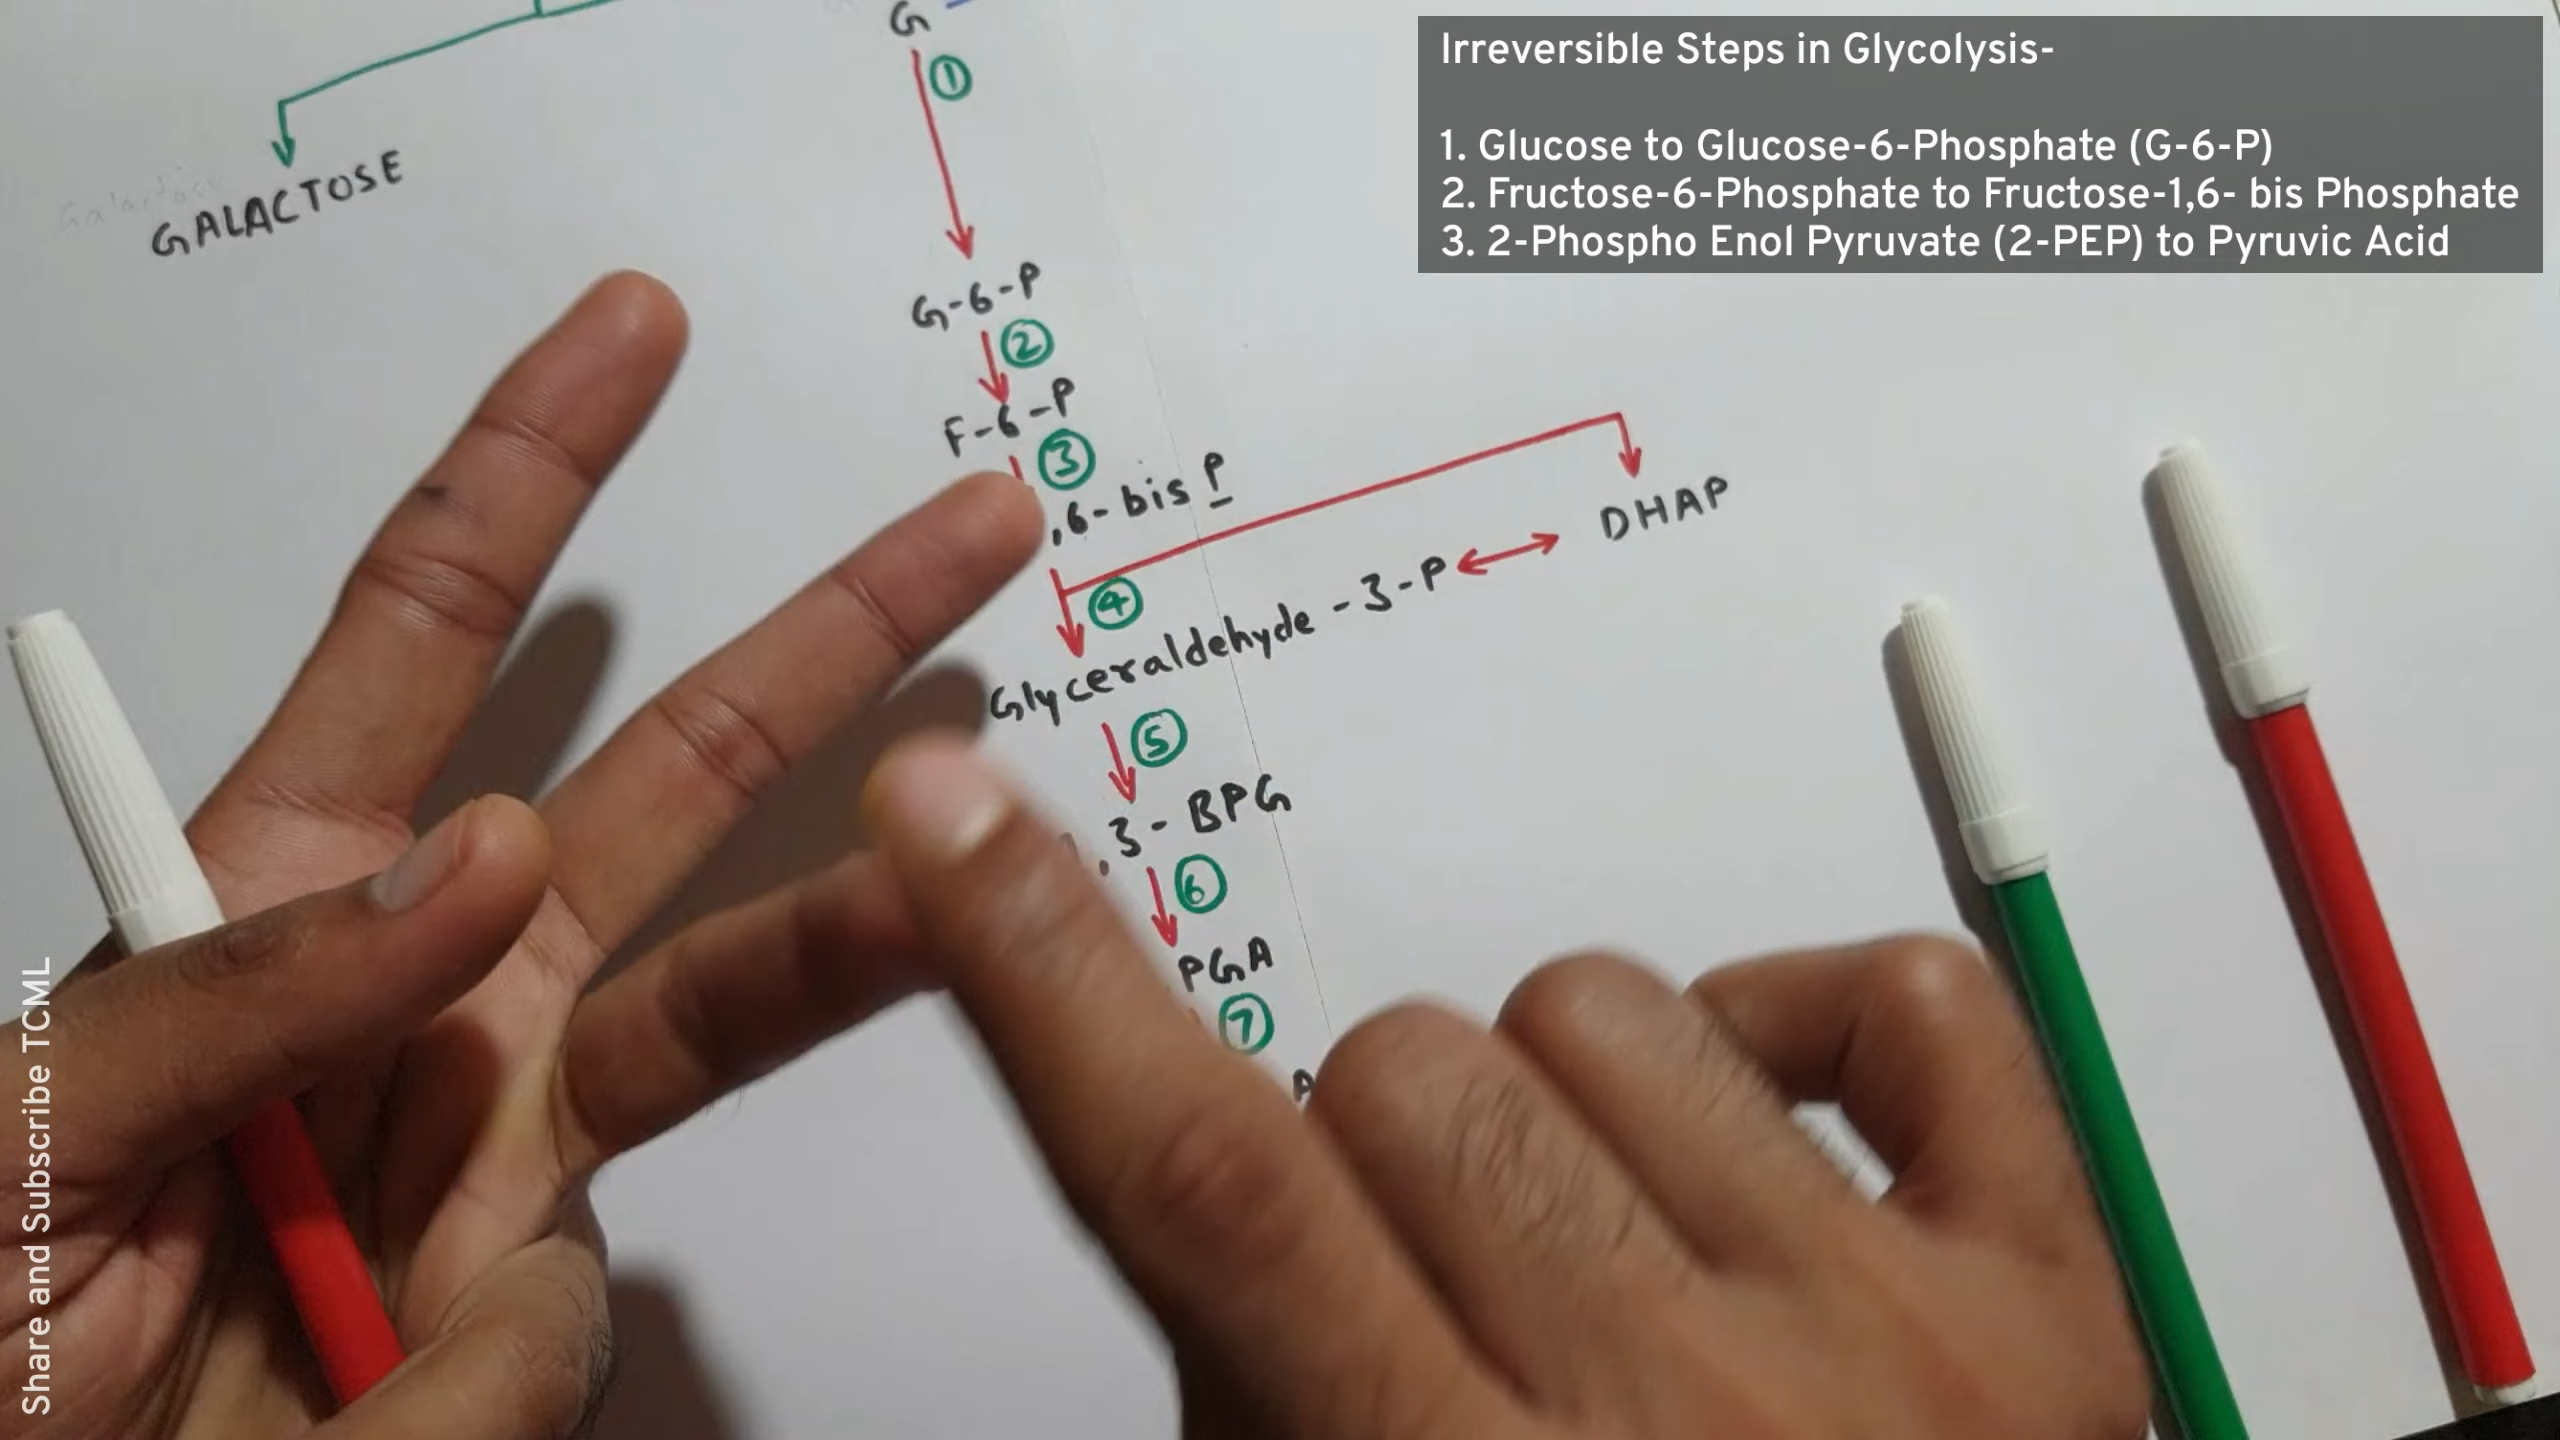 Irreversible Steps in Glycolysis-
1. Glucose to Glucose-6-Phosphate (G-6-P)
2. Fructose-6-Phosphate to Fructose-1,6- bis Phosphate
3. 2-Phospho Enol Pyruvate (2-PEP) to Pyruvic Acid
G
1
GALACTOSE
G-6-P
2
F-6-P
3
,6-bis P
DHAP
4
Glyceraldehyde-3-P
5
,3-BPG
6
PGA
7
A
Share and Subscribe TCML